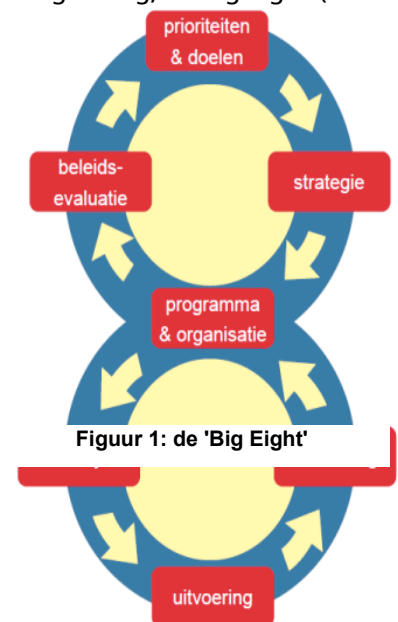 prioriteiten
& doelen
beleids-
evaluatie
strategie
programma
& organisatie
Figuur 1: de 'Big Eight'
uitvoering